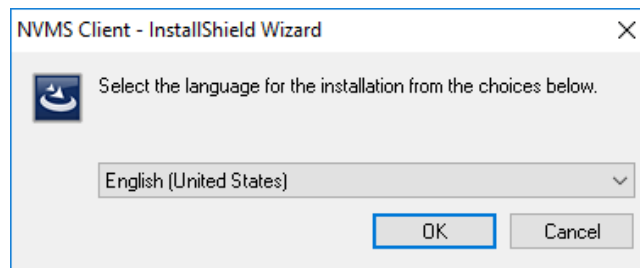 NVMS Client - InstallShield Wizard
Select the language for the installation from the choices below.
English (United States)
OK
Cancel